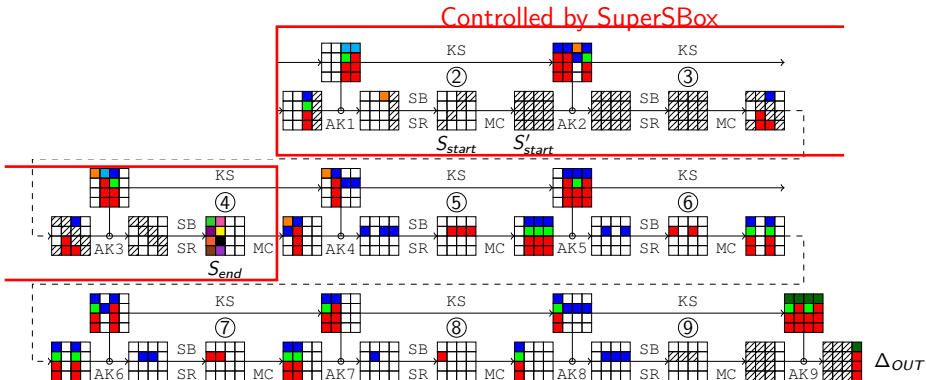 Controlled by SuperSBox
KS KS
② ③
AK1 SB SR MC AK2 SB SR MC
S_start S'_start
KS KS
④ ⑤ ⑥
AK3 SB SR MC AK4 SB SR MC AK5 SB SR MC
S_end
KS KS KS
⑦ ⑧ ⑨
AK6 SB SR MC AK7 SB SR MC AK8 SB SR MC AK9 Δ_OUT